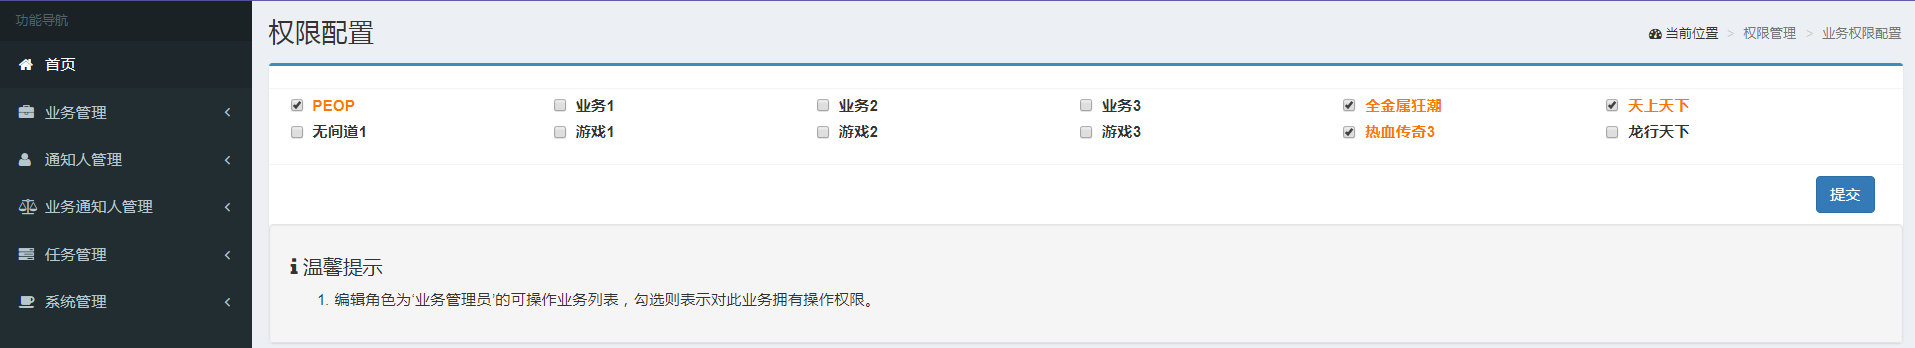 功能导航
首页
业务管理
通知人管理
业务通知人管理
任务管理
系统管理
权限配置
当前位置 > 权限管理 > 业务权限配置
PEOP 业务1 业务2 业务3 全金属狂潮 天上天下
无间道1 游戏1 游戏2 游戏3 热血传奇3 龙行天下
提交
温馨提示
1. 编辑角色为'业务管理员'的可操作业务列表，勾选则表示对此业务拥有操作权限。